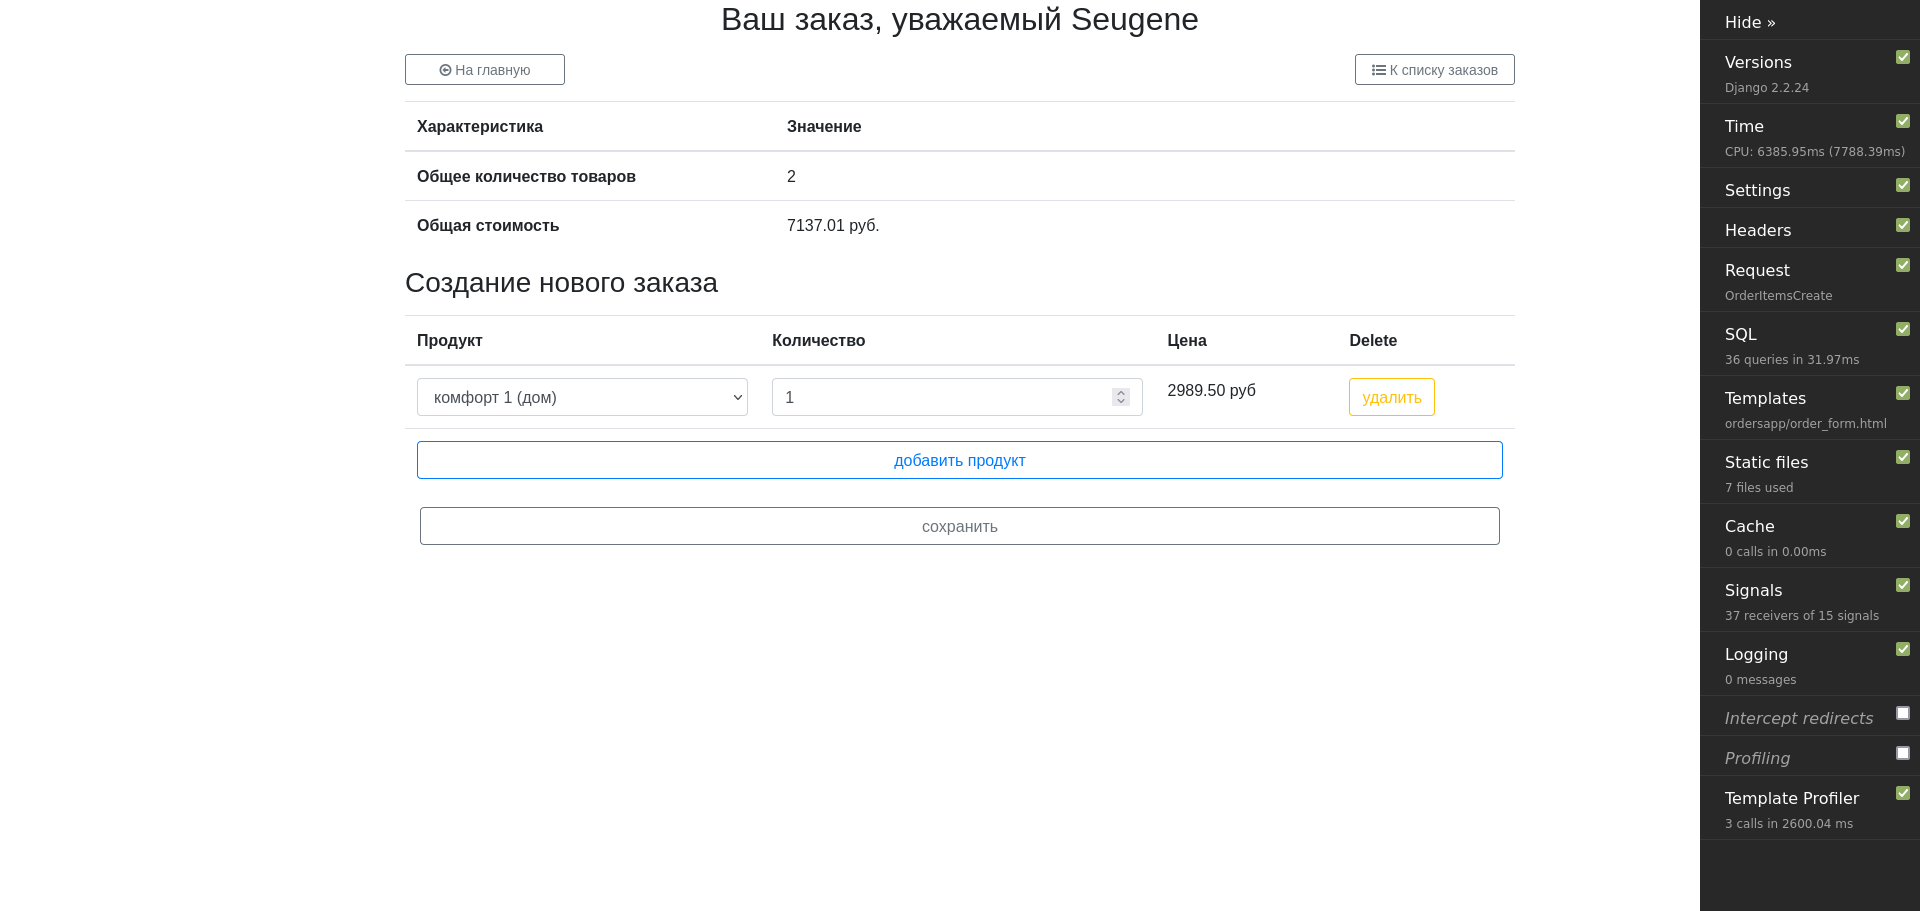 Ваш заказ, уважаемый Seugene
На главную
К списку заказов
Характеристика Значение
Общее количество товаров 2
Общая стоимость 7137.01 руб.
Создание нового заказа
Продукт Количество Цена Delete
комфорт 1 (дом) 1 2989.50 руб удалить
добавить продукт
сохранить
Hide »
Versions
Django 2.2.24
Time
CPU: 6385.95ms (7788.39ms)
Settings
Headers
Request
OrderItemsCreate
SQL
36 queries in 31.97ms
Templates
ordersapp/order_form.html
Static files
7 files used
Cache
0 calls in 0.00ms
Signals
37 receivers of 15 signals
Logging
0 messages
Intercept redirects
Profiling
Template Profiler
3 calls in 2600.04 ms